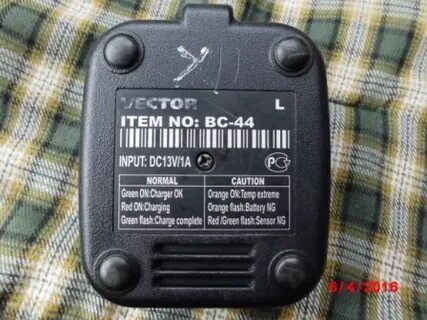 VECTOR L
ITEM NO: BC-44
INPUT: DC13V/1A
NORMAL CAUTION
Green ON:Charger OK Orange ON:Temp extreme
Red ON:Charging Orange flash:Battery NG
Green flash:Charge complete Red /Green flash:Sensor NG
8/4/2016